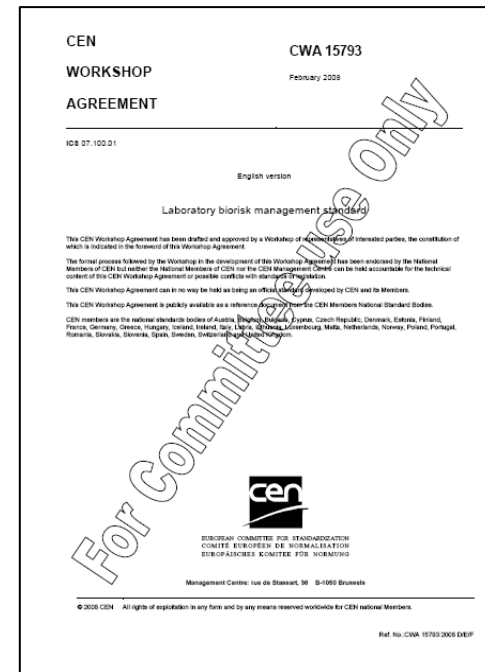 CEN
WORKSHOP
AGREEMENT
CWA 15793
February 2008
ICS 07.100.01
English version
Laboratory biorisk management standard
This CEN Workshop Agreement has been drafted and approved by a Workshop of representatives of interested parties, the constitution of
which is indicated in the foreword of this Workshop Agreement.
The formal process followed by the Workshop in the development of this Workshop Agreement has been endorsed by the National
Members of CEN but neither the National Members of CEN nor the CEN Management Centre can be held accountable for the technical
content of this CEN Workshop Agreement or possible conflicts with standards or legislation.
This CEN Workshop Agreement can in no way be held as being an official standard developed by CEN and its Members.
This CEN Workshop Agreement is publicly available as a reference document from the CEN Members National Standard Bodies.
CEN members are the national standards bodies of Austria, Belgium, Bulgaria, Cyprus, Czech Republic, Denmark, Estonia, Finland,
France, Germany, Greece, Hungary, Iceland, Ireland, Italy, Latvia, Lithuania, Luxembourg, Malta, Netherlands, Norway, Poland, Portugal,
Romania, Slovakia, Slovenia, Spain, Sweden, Switzerland and United Kingdom.
For Committee use Only
cen
EUROPEAN COMMITTEE FOR STANDARDIZATION
COMITÉ EUROPÉEN DE NORMALISATION
EUROPÄISCHES KOMITEE FÜR NORMUNG
Management Centre: rue de Stassart, 36 B-1050 Brussels
© 2008 CEN All rights of exploitation in any form and by any means reserved worldwide for CEN national Members.
Ref. No.:CWA 15793:2008 D/E/F